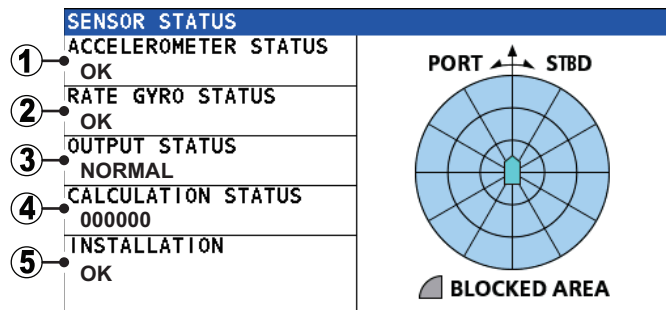 SENSOR STATUS
1 ACCELEROMETER STATUS
OK
2 RATE GYRO STATUS
OK
3 OUTPUT STATUS
NORMAL
4 CALCULATION STATUS
000000
5 INSTALLATION
OK
PORT STBD
BLOCKED AREA